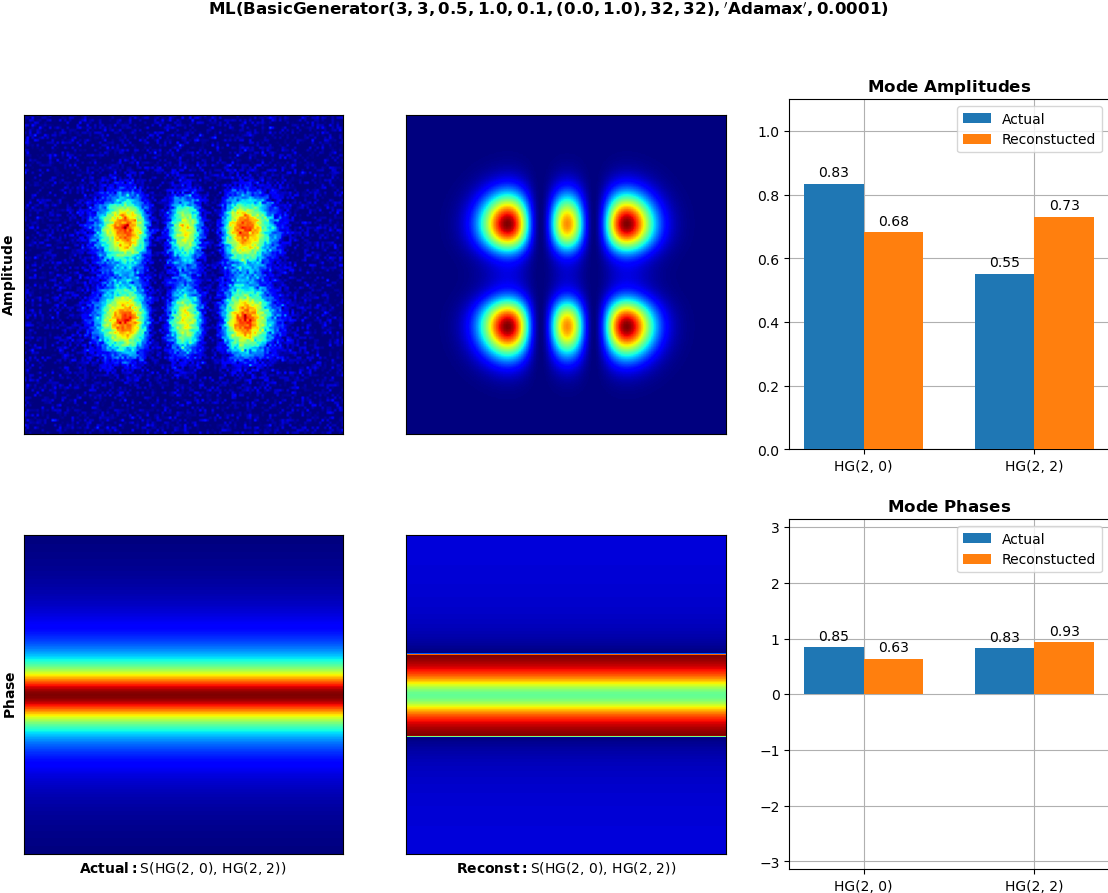 ML(BasicGenerator(3, 3, 0.5, 1.0, 0.1, (0.0, 1.0), 32, 32), 'Adamax', 0.0001)
Amplitude
Mode Amplitudes
Actual
Reconstucted
1.0
0.8
0.6
0.4
0.2
0.0
0.83
0.68
0.55
0.73
HG(2, 0)
HG(2, 2)
Phase
Actual: S(HG(2, 0), HG(2, 2))
Reconst: S(HG(2, 0), HG(2, 2))
Mode Phases
Actual
Reconstucted
3
2
1
0
−1
−2
−3
0.85
0.63
0.83
0.93
HG(2, 0)
HG(2, 2)